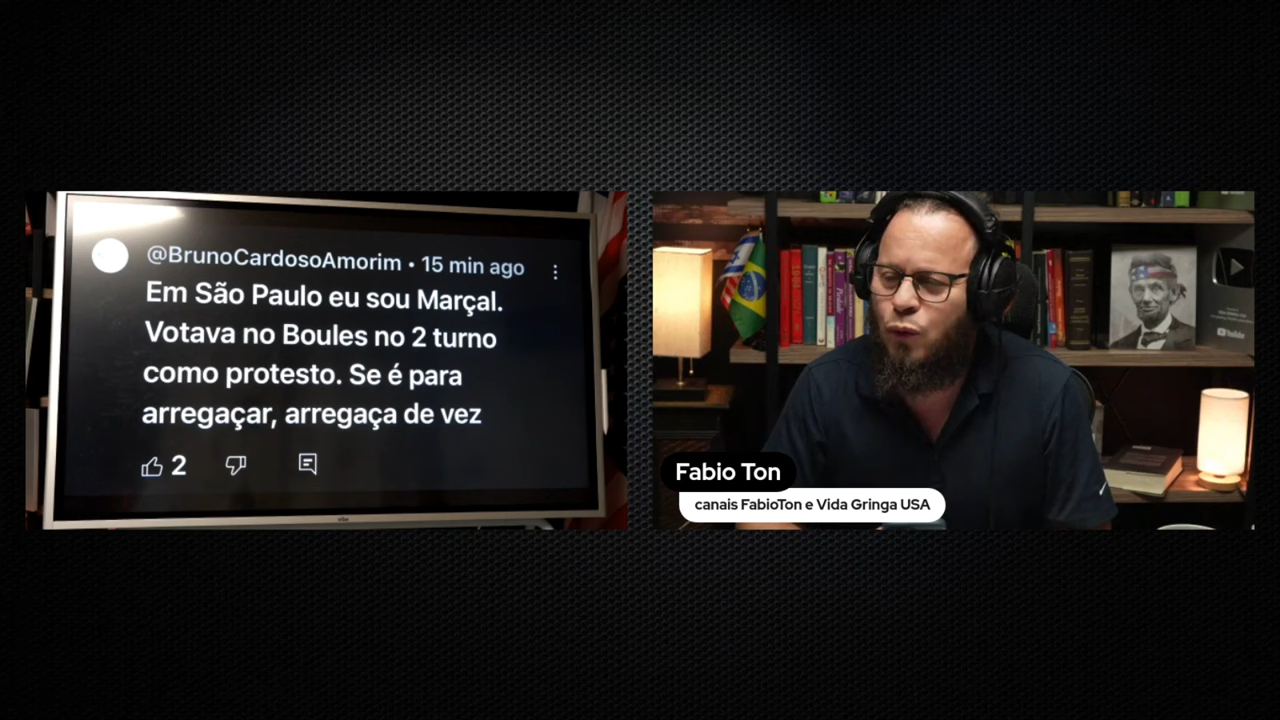 @BrunoCardosoAmorim • 15 min ago
Em São Paulo eu sou Marçal.
Votava no Boules no 2 turno
como protesto. Se é para
arregaçar, arregaça de vez
2
Fabio Ton
canais FabioTon e Vida Gringa USA
YouTube